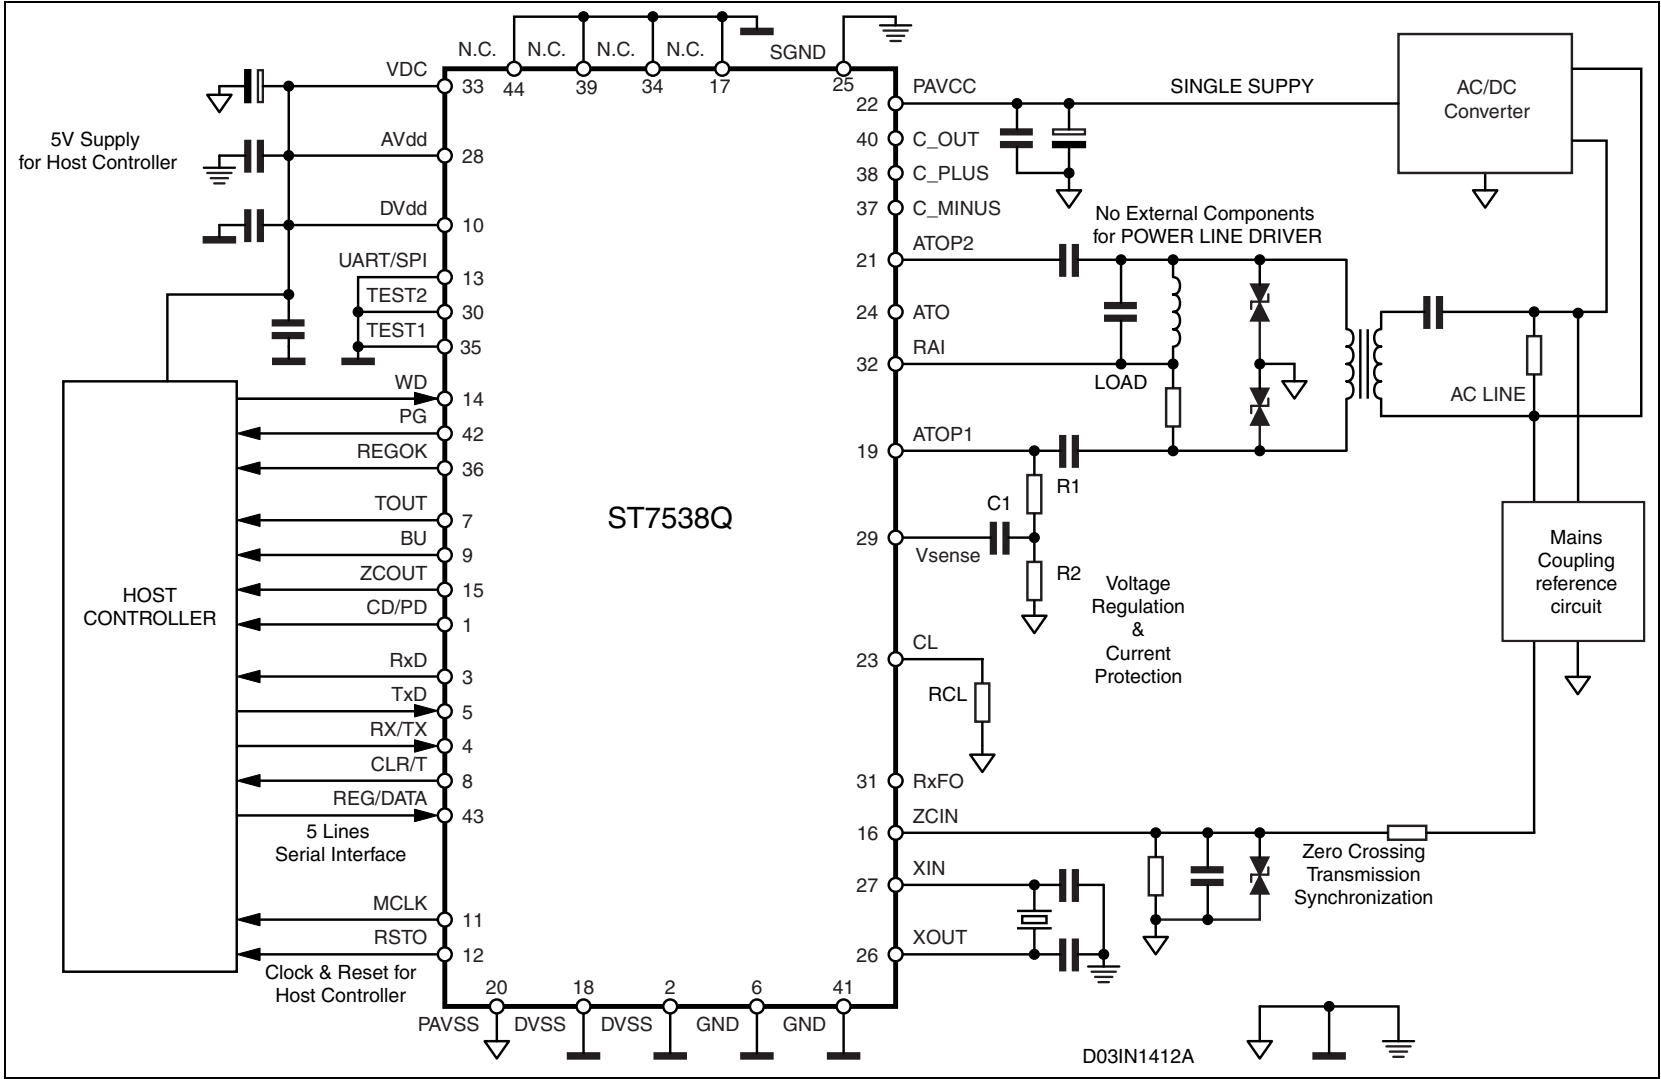 N.C.
N.C.
N.C.
N.C.
SGND
44
39
34
17
25
VDC
33
5V Supply
for Host Controller
AVdd
28
DVdd
10
UART/SPI
13
TEST2
30
TEST1
35
WD
14
PG
42
REGOK
36
TOUT
7
BU
9
ZCOUT
15
CD/PD
1
RxD
3
TxD
5
RX/TX
4
CLR/T
8
REG/DATA
43
5 Lines
Serial Interface
MCLK
11
RSTO
12
Clock & Reset for
Host Controller
HOST
CONTROLLER
ST7538Q
22
PAVCC
SINGLE SUPPY
AC/DC
Converter
40
C_OUT
38
C_PLUS
37
C_MINUS
No External Components
for POWER LINE DRIVER
21
ATOP2
24
ATO
32
RAI
LOAD
AC LINE
19
ATOP1
R1
C1
29
Vsense
R2
Voltage
Regulation
&
Current
Protection
Mains
Coupling
reference
circuit
23
CL
RCL
31
RxFO
16
ZCIN
Zero Crossing
Transmission
Synchronization
27
XIN
26
XOUT
20
18
2
6
41
PAVSS
DVSS
DVSS
GND
GND
D03IN1412A